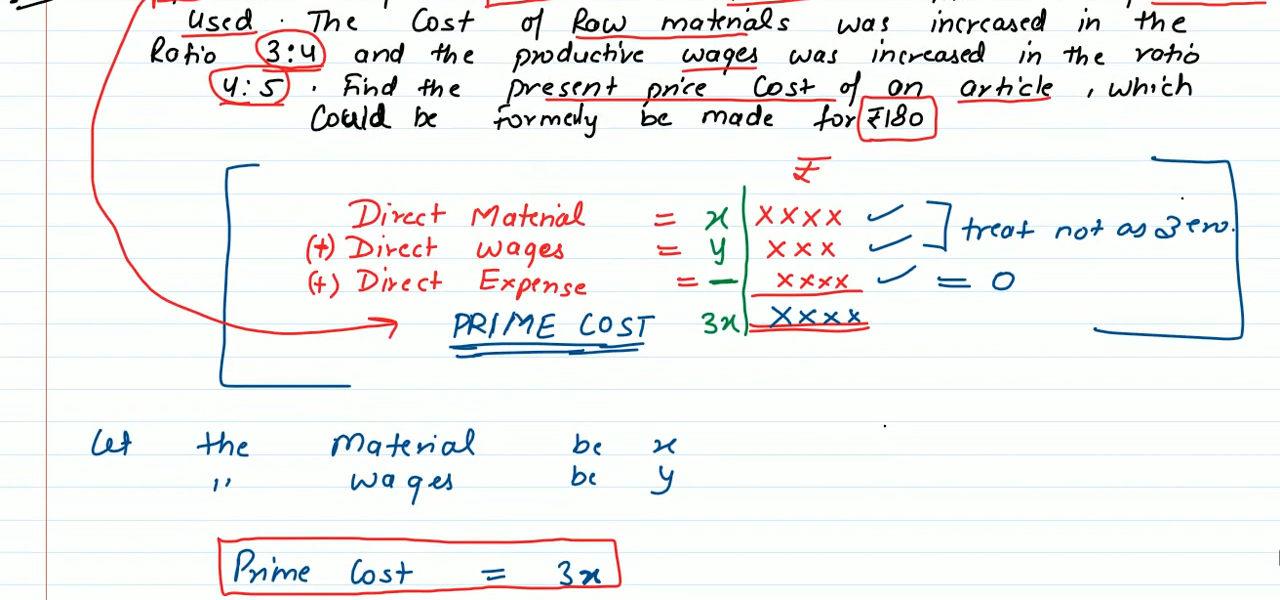 used . The Cost of Row materials was increased in the
Ratio 3:4 and the productive wages was increased in the ratio
4:5 . Find the present price Cost of an article , which
Could be formerly be made for ₹180
₹
Direct Material = x xxxx ✓ treat not as Zero.
(+) Direct wages = y xxx ✓
(+) Direct Expense = — xxxx ✓ = 0
PRIME COST 3x xxxx
Let the Material be x
" wages be y
Prime Cost = 3x